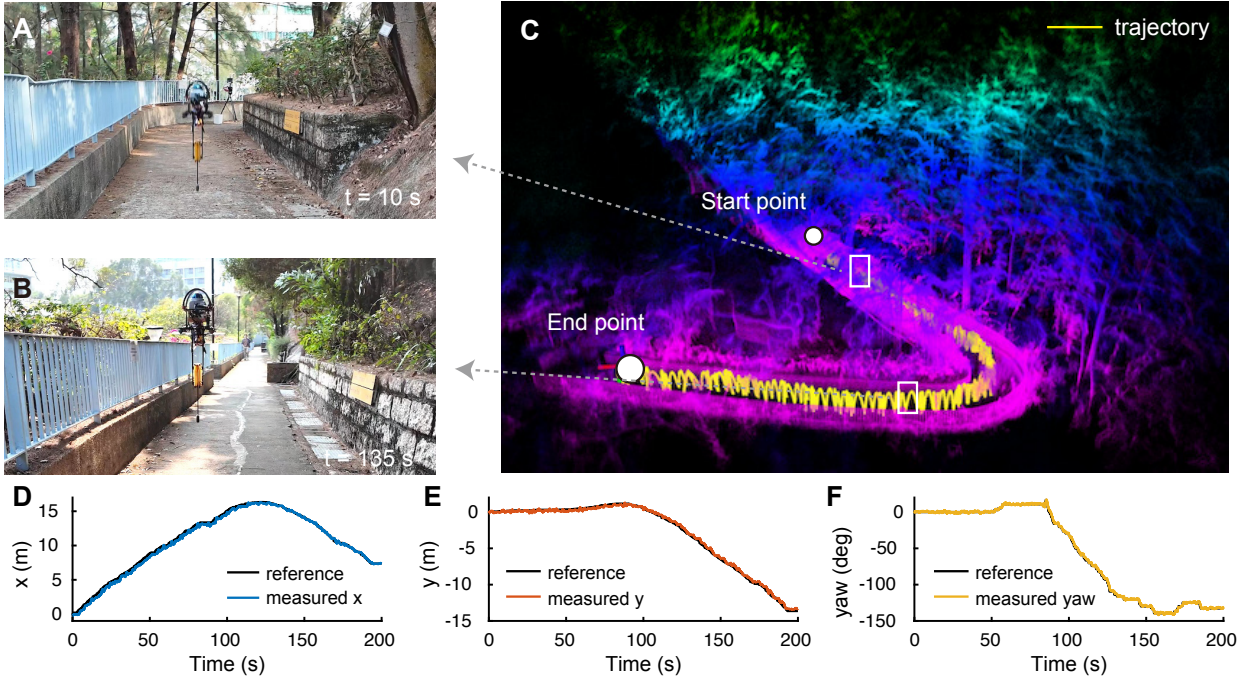 A
t = 10 s
B
t = 135 s
C
trajectory
Start point
End point
D
x (m)
15
10
5
0
reference
measured x
0
50
100
150
200
Time (s)
E
y (m)
0
-5
-10
-15
reference
measured y
0
50
100
150
200
Time (s)
F
yaw (deg)
0
-50
-100
-150
reference
measured yaw
0
50
100
150
200
Time (s)